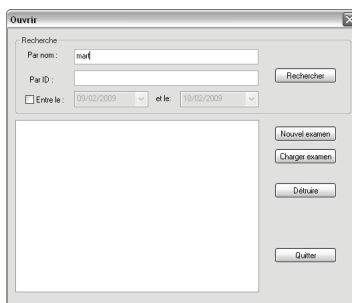 Ouvrir
Recherche
Par nom : mart
Par ID : Rechercher
Entre le : 09/02/2009 et le: 10/02/2009
Nouvel examen
Charger examen
Détruire
Quitter